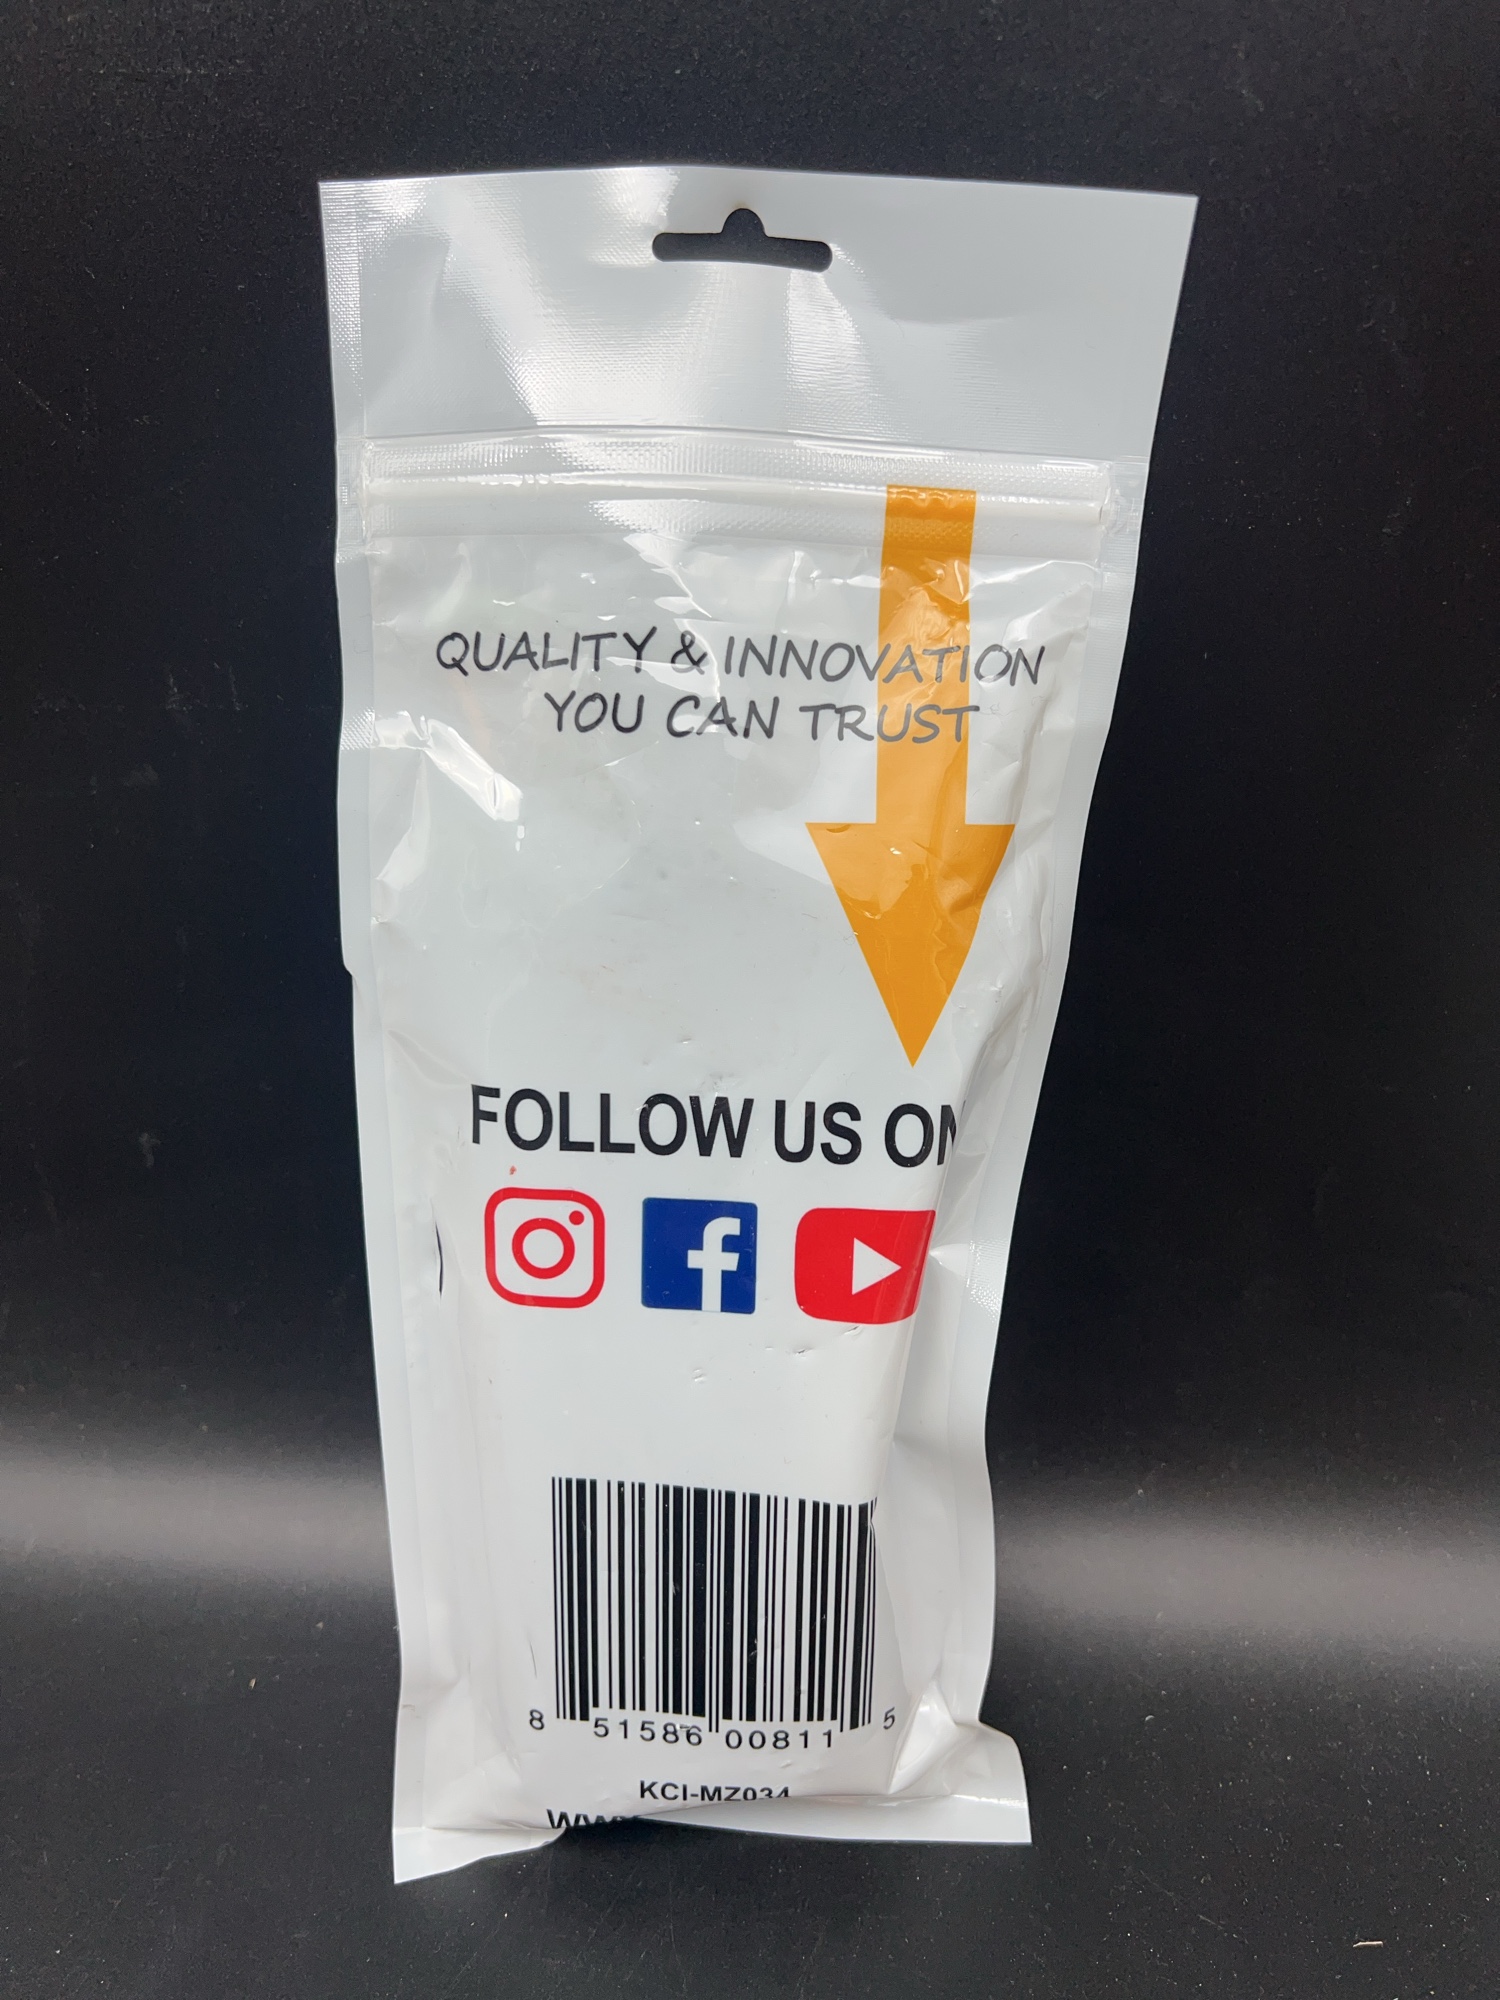 QUALITY & INNOVATION
YOU CAN TRUST
FOLLOW US ON
8 51586 00811 5
KCI-MZ034